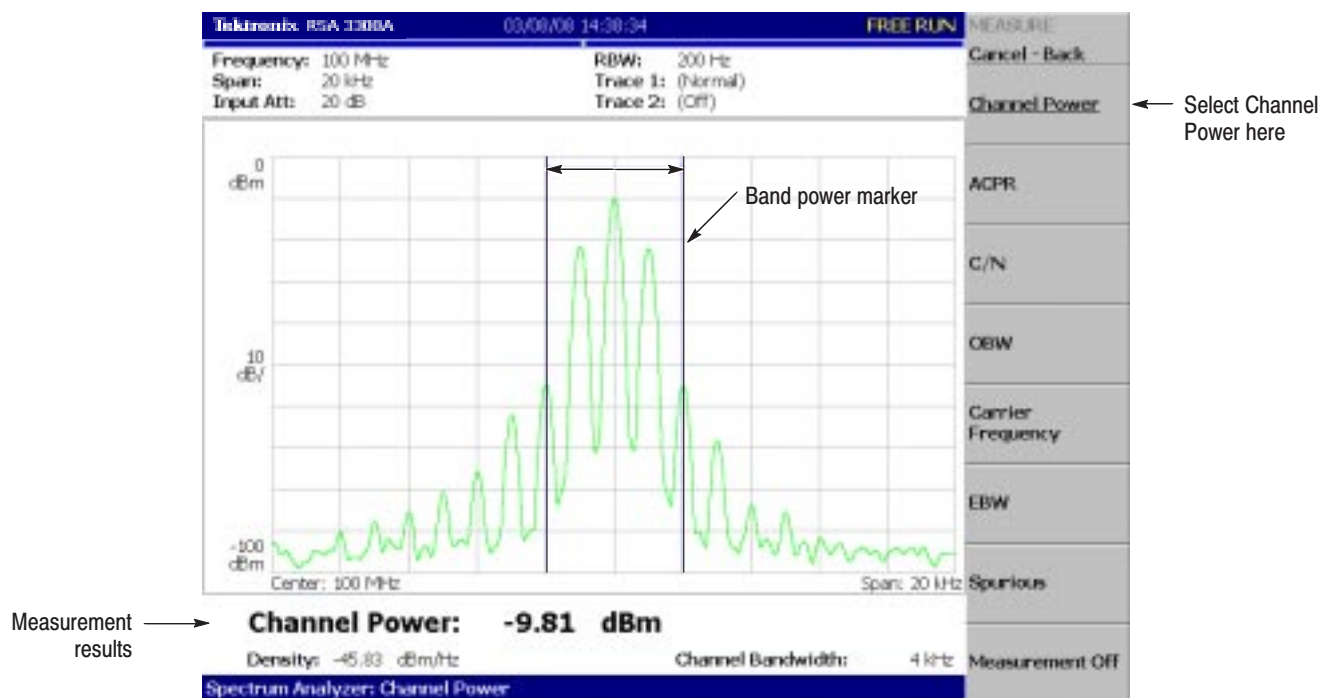 Tektronix RSA 3300A 03/08/08 14:38:34 FREE RUN
Frequency: 100 MHz
Span: 20 kHz
Input Att: 20 dB
RBW: 200 Hz
Trace 1: (Normal)
Trace 2: (Off)
MEASURE
Cancel - Back
Channel Power
ACPR
C/N
OBW
Carrier
Frequency
EBW
Spurious
Measurement Off
Select Channel
Power here
0
dBm
Band power marker
10
dB/
-100
dBm
Center: 100 MHz Span: 20 kHz
Measurement
results
Channel Power: -9.81 dBm
Density: -45.83 dBm/Hz Channel Bandwidth: 4 kHz
Spectrum Analyzer: Channel Power